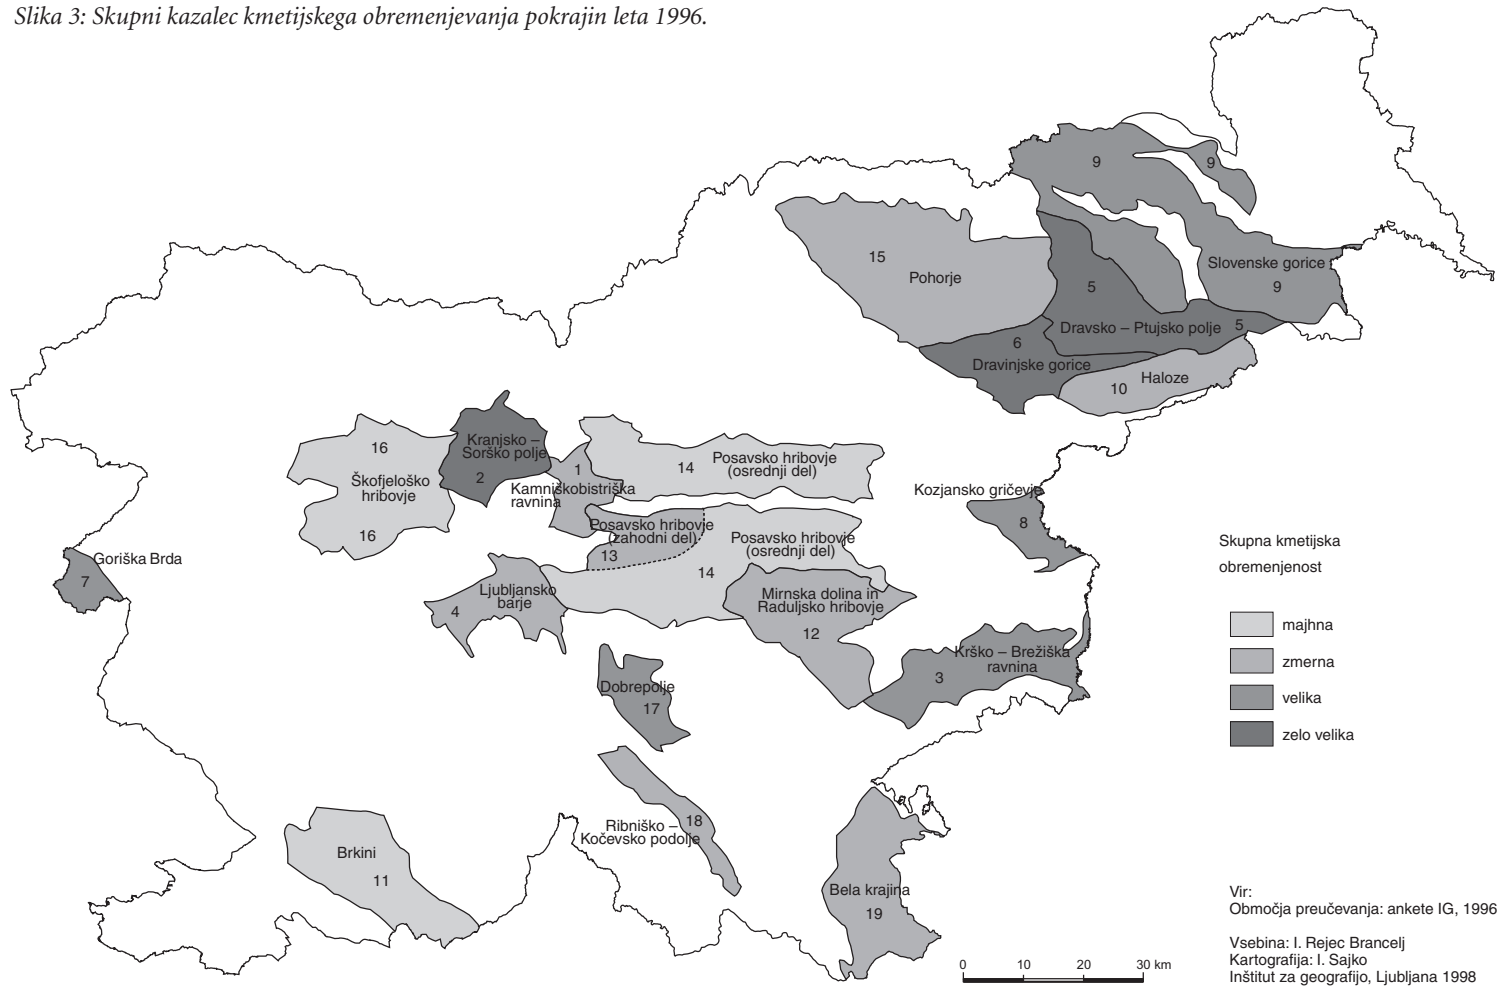 Slika 3: Skupni kazalec kmetijskega obremenjevanja pokrajin leta 1996.
9
9
15
Pohorje
5
Slovenske gorice
9
Dravsko – Ptujsko polje
5
6
Dravinjske gorice
10
Haloze
16
Škofjeloško
hribovje
16
Kranjsko –
Sorško polje
2
1
Kamniškobistriška
ravnina
14
Posavsko hribovje
(osrednji del)
Posavsko hribovje
(zahodni del)
13
Posavsko hribovje
(osrednji del)
14
Kozjansko gričevje
8
Goriška Brda
7
Ljubljansko
barje
4
Mirnska dolina in
Raduljsko hribovje
12
Krško – Brežiška
ravnina
3
Dobrepolje
17
18
Ribniško –
Kočevsko podolje
Brkini
11
Bela krajina
19
Skupna kmetijska
obremenjenost
majhna
zmerna
velika
zelo velika
0 10 20 30 km
Vir:
Območja preučevanja: ankete IG, 1996
Vsebina: I. Rejec Brancelj
Kartografija: I. Sajko
Inštitut za geografijo, Ljubljana 1998